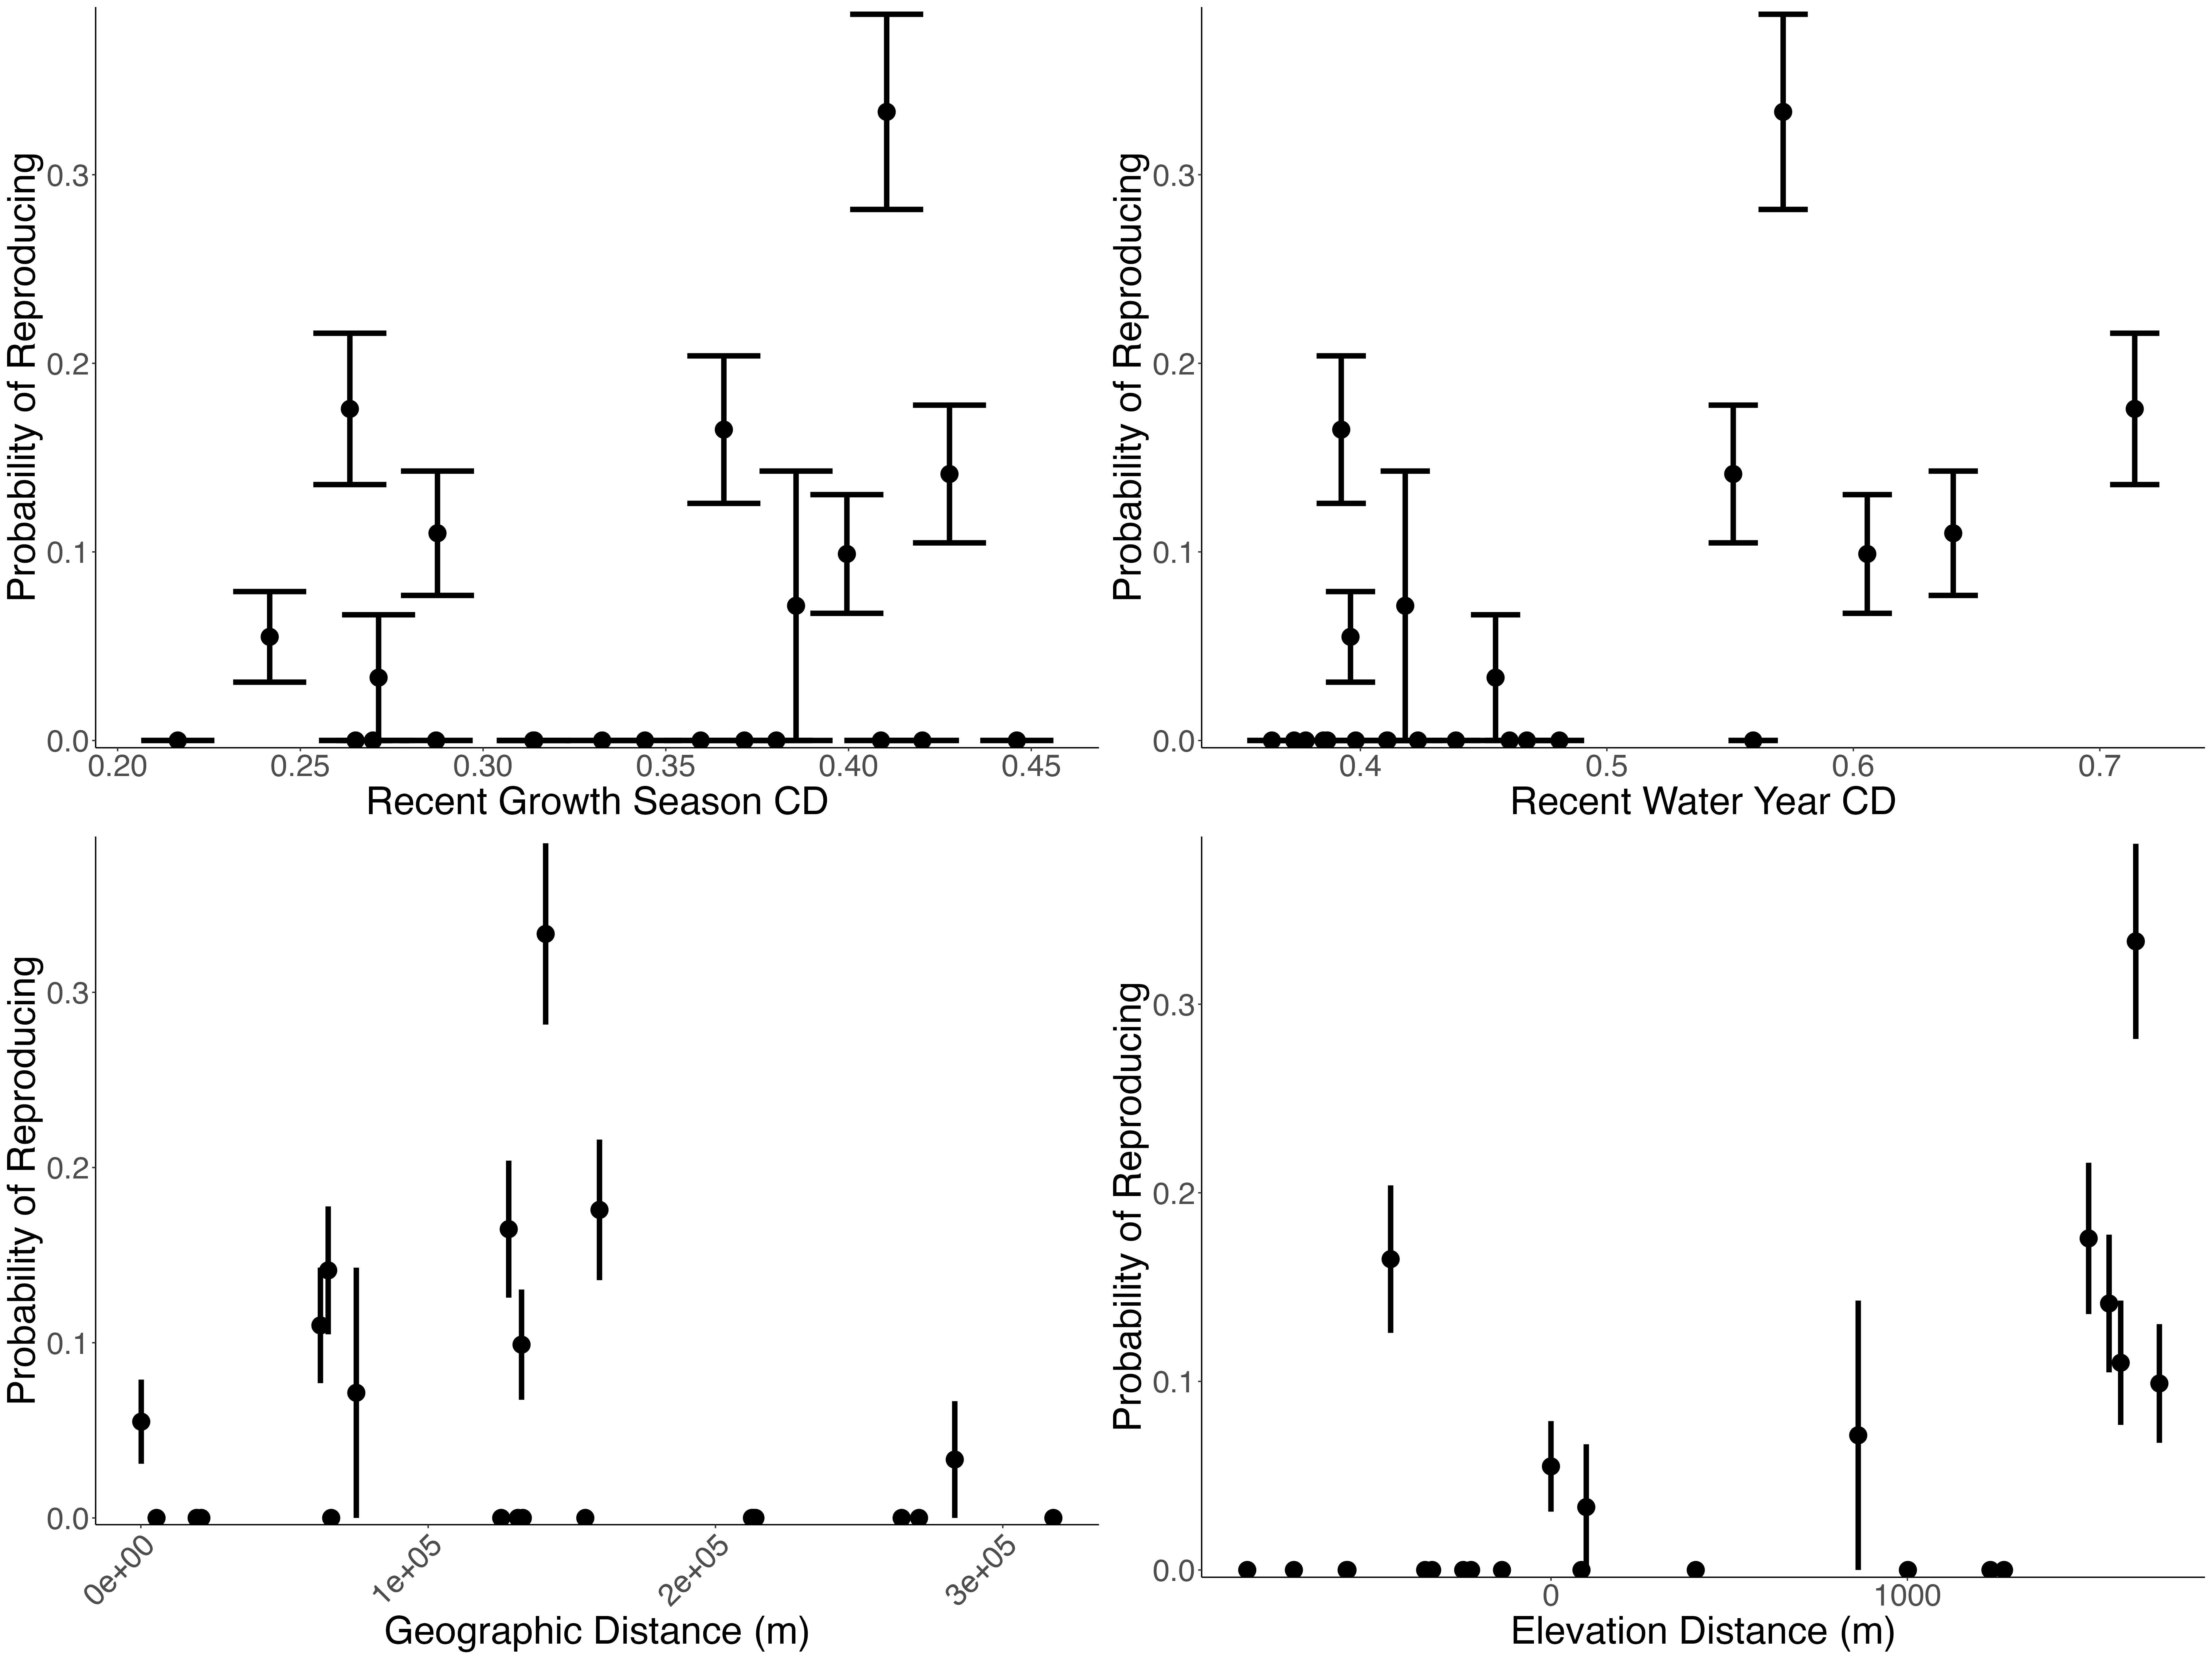 Probability of Reproducing
0.3
0.2
0.1
0.0
0.20 0.25 0.30 0.35 0.40 0.45
Recent Growth Season CD
Probability of Reproducing
0.3
0.2
0.1
0.0
0.4 0.5 0.6 0.7
Recent Water Year CD
Probability of Reproducing
0.3
0.2
0.1
0.0
0e+00 1e+05 2e+05 3e+05
Geographic Distance (m)
Probability of Reproducing
0.3
0.2
0.1
0.0
0 1000
Elevation Distance (m)